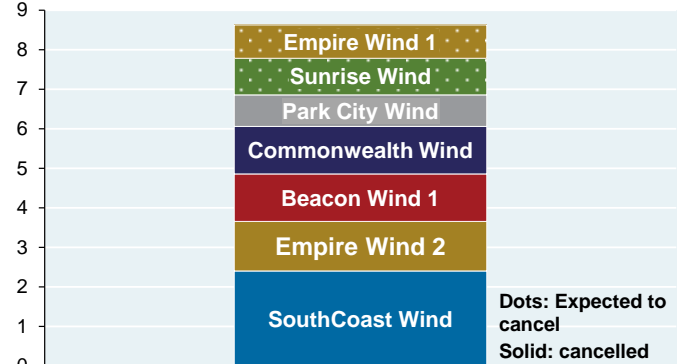 9
8
7
6
5
4
3
2
1
0
Empire Wind 1
Sunrise Wind
Park City Wind
Commonwealth Wind
Beacon Wind 1
Empire Wind 2
SouthCoast Wind
Dots: Expected to
cancel
Solid: cancelled